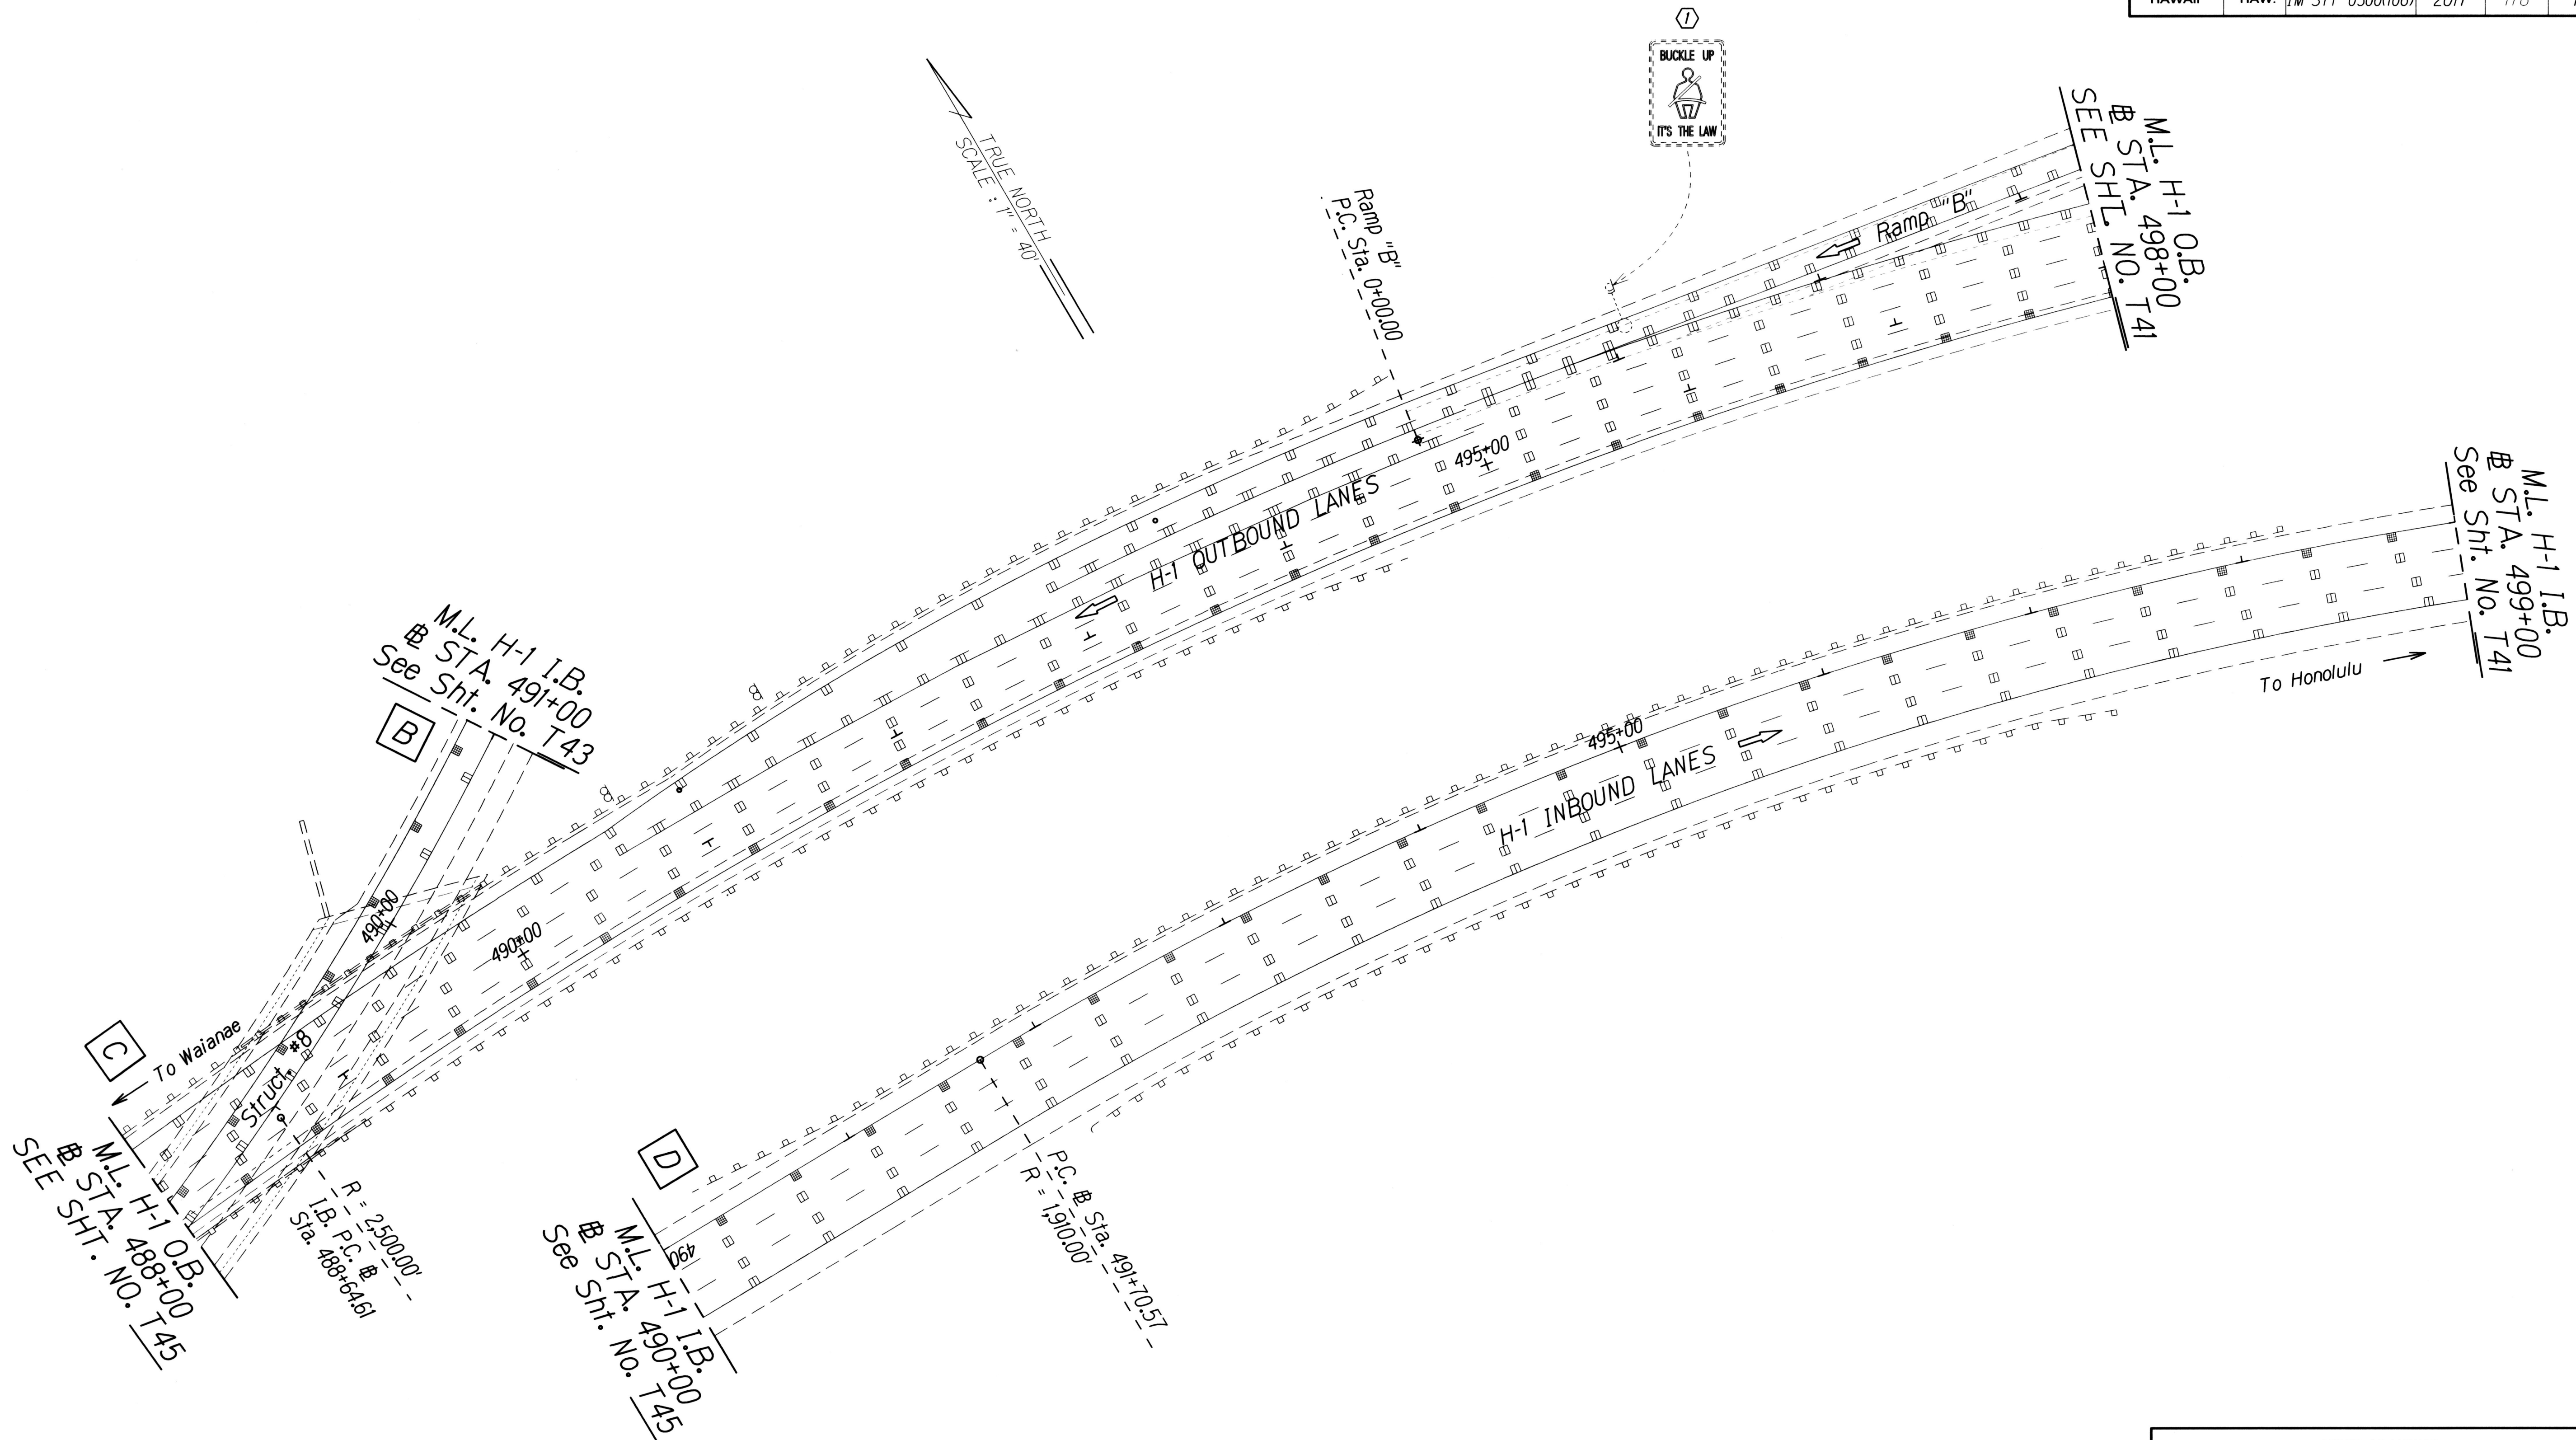 HAWAII HAW. 2011
1
BUCKLE UP
IT'S THE LAW
TRUE NORTH
SCALE : 1" = 40'
Ramp "B"
P.C. Sta. 0+00.00
Ramp "B"
M.L. H-1 O.B.
℄ STA. 498+00
SEE SHT. NO. T41
495+00
H-1 OUTBOUND LANES
M.L. H-1 I.B.
℄ STA. 499+00
See Sht. No. T41
To Honolulu
M.L. H-1 I.B.
℄ STA. 491+00
See Sht. No. T43
B
495+00
H-1 INBOUND LANES
490+00
490+00
C
To Waianae
Struct. #8
M.L. H-1 O.B.
℄ STA. 488+00
SEE SHT. NO. T45
R = 2,500.00'
I.B. P.C. ℄
Sta. 488+64.61
D
490
M.L. H-1 I.B.
℄ STA. 490+00
See Sht. No. T45
P.C. ℄ Sta. 491+70.57
R = 1,910.00'